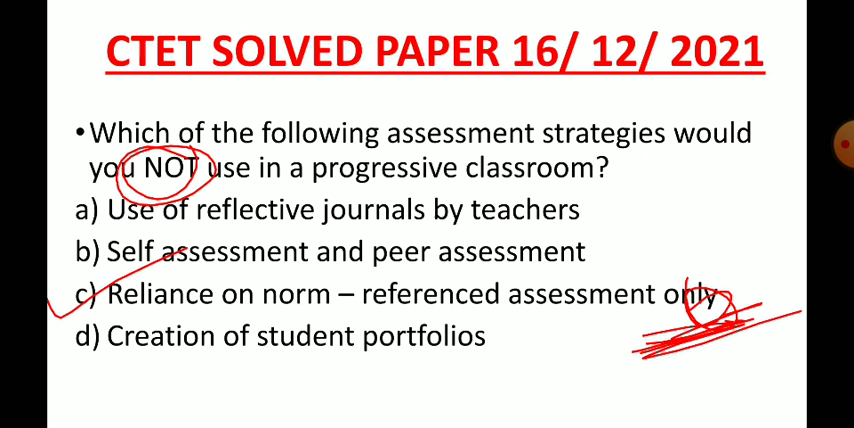 CTET SOLVED PAPER 16/ 12/ 2021
•Which of the following assessment strategies would
you NOT use in a progressive classroom?
a) Use of reflective journals by teachers
b) Self assessment and peer assessment
c) Reliance on norm – referenced assessment only
d) Creation of student portfolios